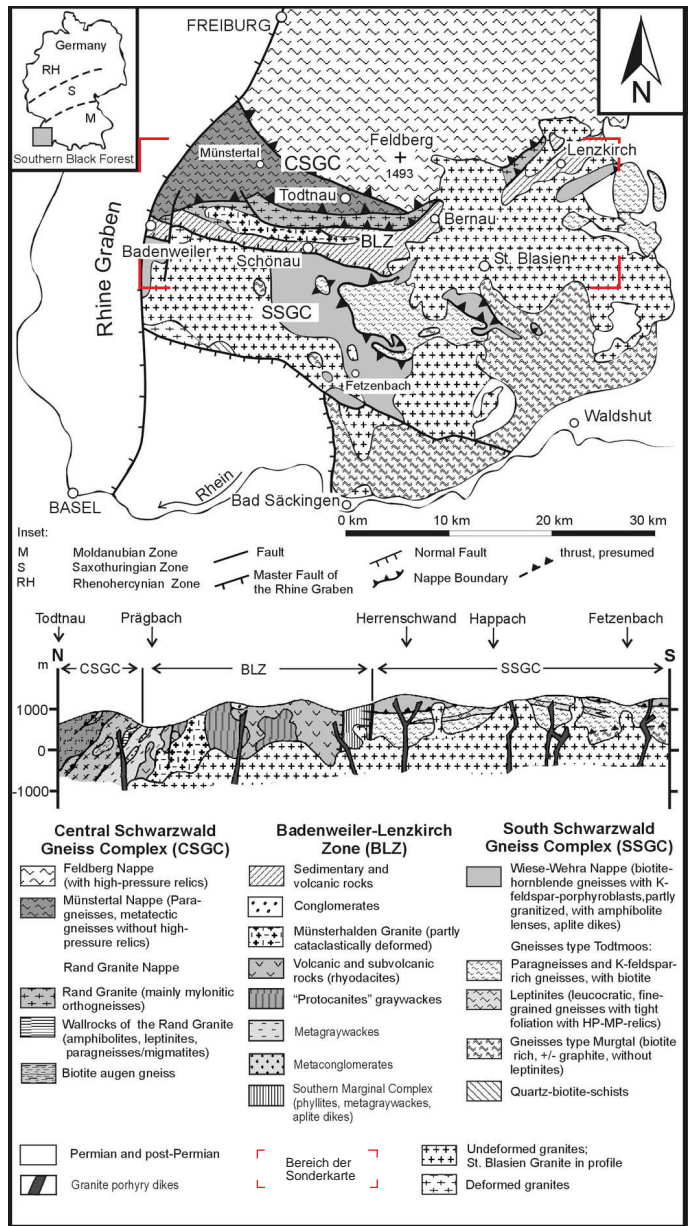 Germany
RH
S
M
Southern Black Forest
FREIBURG
N
Feldberg
1493
Lenzkirch
Münstertal
CSGC
Todtnau
Bernau
BLZ
Badenweiler
Schönau
St. Blasien
Rhine Graben
SSGC
Fetzenbach
Waldshut
Rhein
BASEL
Bad Säckingen
0 km 10 km 20 km 30 km
Inset:
M Moldanubian Zone
S Saxothuringian Zone
RH Rhenohercynian Zone
Fault
Master Fault of
the Rhine Graben
Normal Fault
Nappe Boundary
thrust, presumed
Todtnau Prägbach Herrenschwand Happach Fetzenbach
N S
m CSGC BLZ SSGC
1000 1000
0 0
-1000 -1000
Central Schwarzwald
Gneiss Complex (CSGC)
Feldberg Nappe
(with high-pressure relics)
Münstertal Nappe (Para-
gneisses, metatectic
gneisses without high-
pressure relics)
Rand Granite Nappe
Rand Granite (mainly mylonitic
orthogneisses)
Wallrocks of the Rand Granite
(amphibolites, leptinites,
paragneisses/migmatites)
Biotite augen gneiss
Badenweiler-Lenzkirch
Zone (BLZ)
Sedimentary and
volcanic rocks
Conglomerates
Münsterhalden Granite (partly
cataclastically deformed)
Volcanic and subvolcanic
rocks (rhyodacites)
"Protocanites" graywackes
Metagraywackes
Metaconglomerates
Southern Marginal Complex
(phyllites, metagraywackes,
aplite dikes)
South Schwarzwald
Gneiss Complex (SSGC)
Wiese-Wehra Nappe (biotite-
hornblende gneisses with K-
feldspar-porphyroblasts,partly
granitized, with amphibolite
lenses, aplite dikes)
Gneisses type Todtmoos:
Paragneisses and K-feldspar-
rich gneisses, with biotite
Leptinites (leucocratic, fine-
grained gneisses with tight
foliation with HP-MP-relics)
Gneisses type Murgtal (biotite
rich, +/- graphite, without
leptinites)
Quartz-biotite-schists
Permian and post-Permian
Granite porhyry dikes
Bereich der
Sonderkarte
Undeformed granites;
St. Blasien Granite in profile
Deformed granites